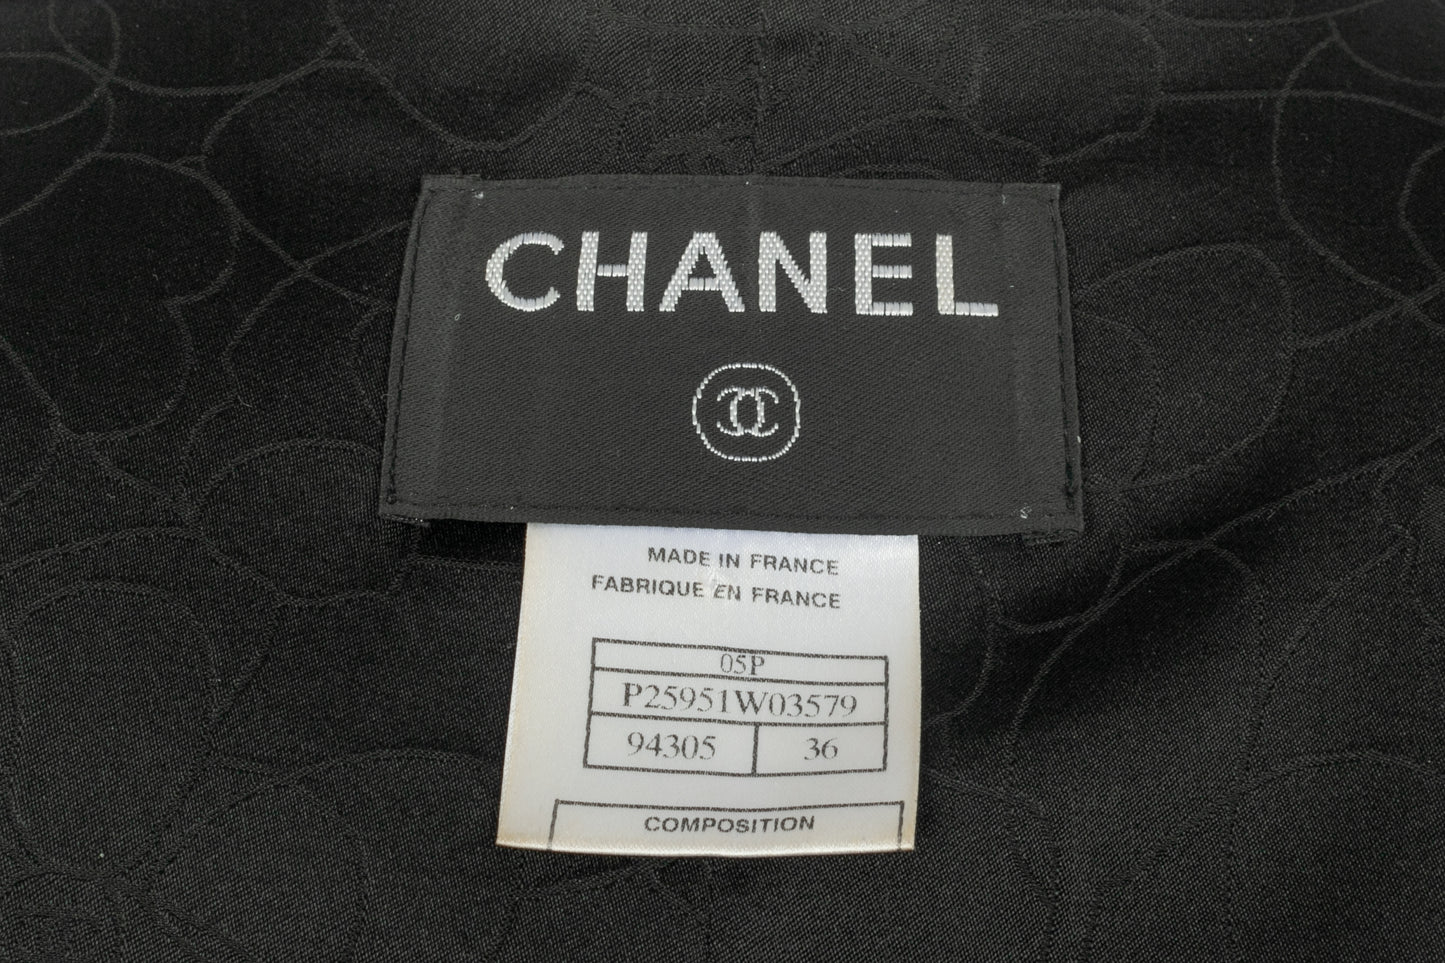 CHANEL
MADE IN FRANCE
FABRIQUE EN FRANCE
05P
P25951W03579
94305 36
COMPOSITION